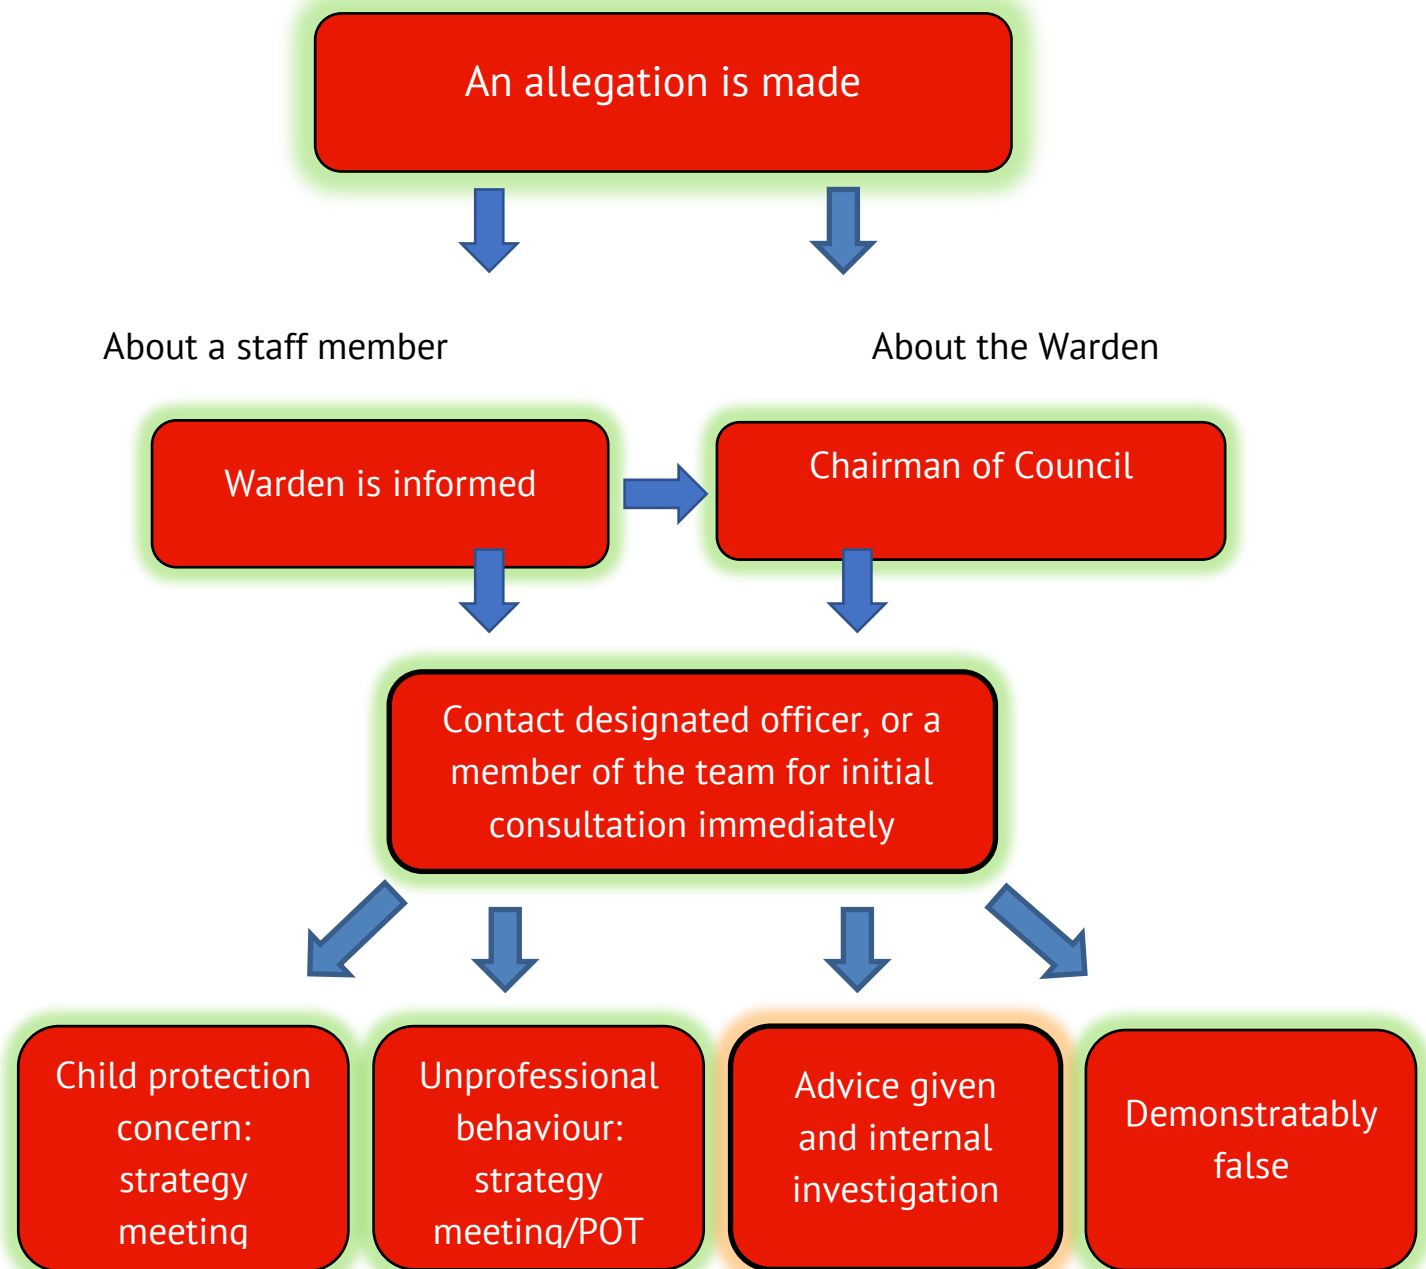 An allegation is made
About a staff member
About the Warden
Warden is informed
Chairman of Council
Contact designated officer, or a
member of the team for initial
consultation immediately
Child protection
concern:
strategy
meeting
Unprofessional
behaviour:
strategy
meeting/POT
Advice given
and internal
investigation
Demonstratably
false